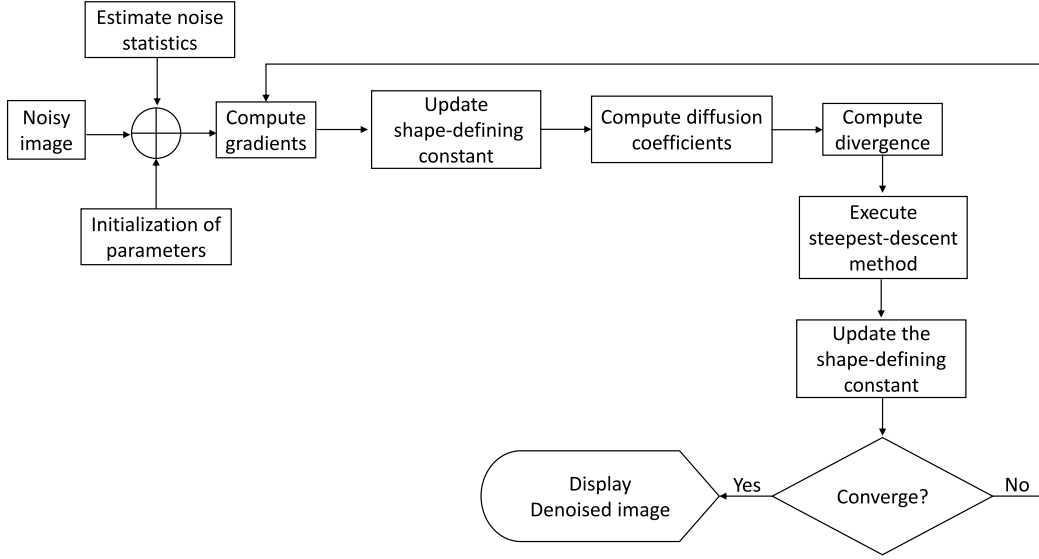 Estimate noise
statistics
Noisy
image
Compute
gradients
Update
shape-defining
constant
Compute diffusion
coefficients
Compute
divergence
Initialization of
parameters
Execute
steepest-descent
method
Update the
shape-defining
constant
Converge?
Yes
No
Display
Denoised image